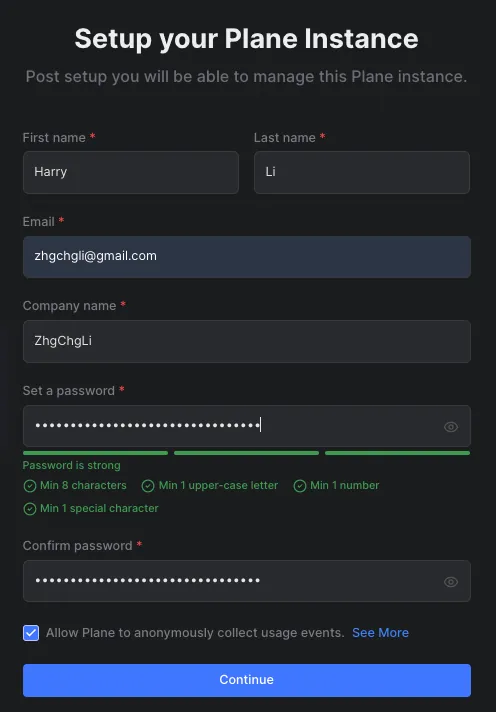 Setup your Plane Instance
Post setup you will be able to manage this Plane instance.
First name * Last name *
Harry Li
Email *
zhgchgli@gmail.com
Company name *
ZhgChgLi
Set a password *
••••••••••••••••••••••••••••••••
Password is strong
Min 8 characters Min 1 upper-case letter Min 1 number
Min 1 special character
Confirm password *
••••••••••••••••••••••••••••••••
Allow Plane to anonymously collect usage events. See More
Continue